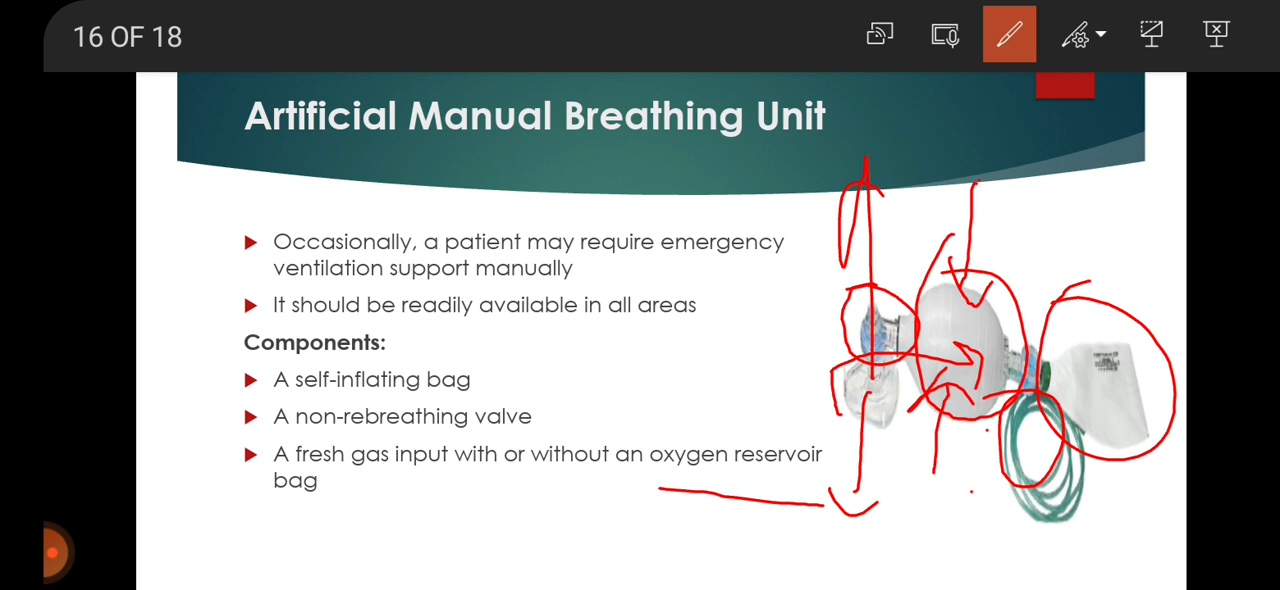 16 OF 18
Artificial Manual Breathing Unit
Occasionally, a patient may require emergency
ventilation support manually
It should be readily available in all areas
Components:
A self-inflating bag
A non-rebreathing valve
A fresh gas input with or without an oxygen reservoir
bag